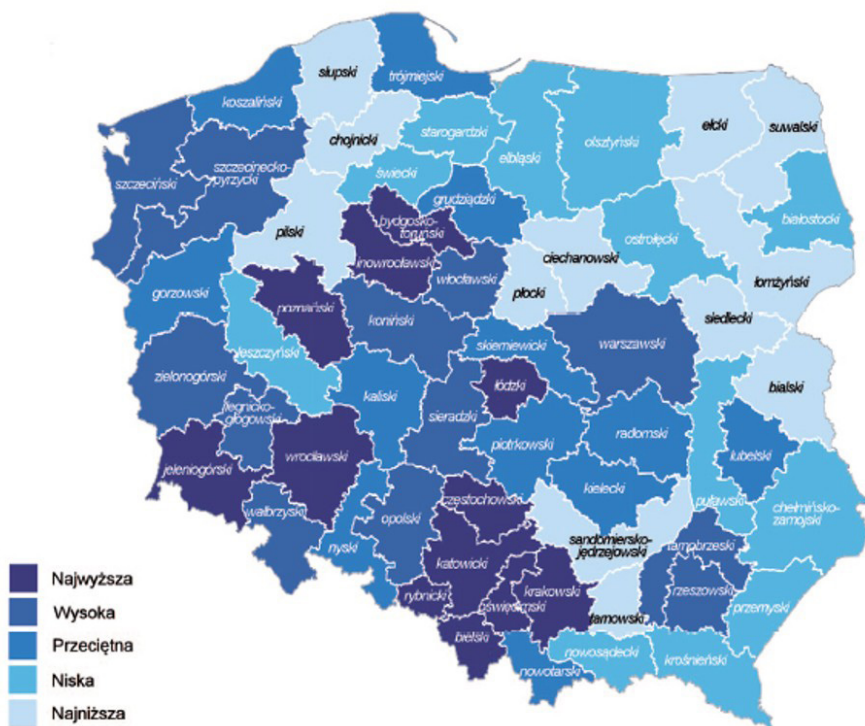 słupski
trójmiejski
koszaliński
ełcki
suwalski
chojnicki
starogardzki
olsztyński
elbląski
szczecinecko-
pyrzycki
szczeciński
świecki
grudziądzki
białostocki
bydgosko-
toruński
pilski
ostrołęcki
ciechanowski
inowrocławski
włocławski
łomżyński
gorzowski
płocki
poznański
koniński
siedlecki
skierniewicki
warszawski
leszczyński
zielonogórski
bialski
łódzki
kaliski
legnicko-
głogowski
sieradzki
radomski
piotrkowski
lubelski
wrocławski
jeleniogórski
kielecki
częstochowski
puławski
chełmińsko-
zamojski
wałbrzyski
opolski
sandomiersko-
jędrzejowski
nyski
tarnobrzeski
katowicki
krakowski
rzeszowski
rybnicki
oświęcimski
przemyski
tarnowski
bielski
nowosądecki
krośnieński
nowotarski
Najwyższa
Wysoka
Przeciętna
Niska
Najniższa